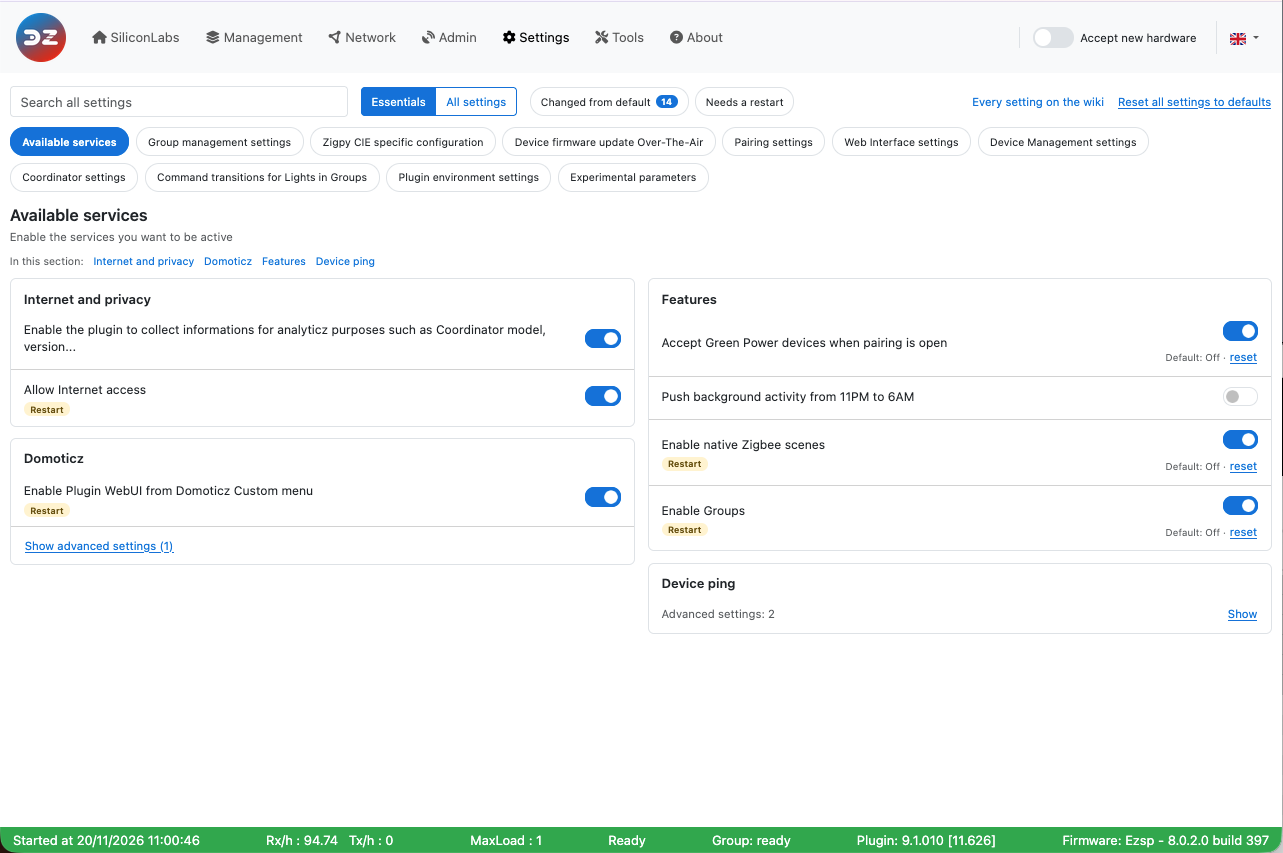 DZ
SiliconLabs
Management
Network
Admin
Settings
Tools
About
Accept new hardware
Search all settings
Essentials
All settings
Changed from default 14
Needs a restart
Every setting on the wiki
Reset all settings to defaults
Available services
Group management settings
Zigpy CIE specific configuration
Device firmware update Over-The-Air
Pairing settings
Web Interface settings
Device Management settings
Coordinator settings
Command transitions for Lights in Groups
Plugin environment settings
Experimental parameters
Available services
Enable the services you want to be active
In this section: Internet and privacy Domoticz Features Device ping
Internet and privacy
Enable the plugin to collect informations for analyticz purposes such as Coordinator model,
version...
Allow Internet access
Restart
Domoticz
Enable Plugin WebUI from Domoticz Custom menu
Restart
Show advanced settings (1)
Features
Accept Green Power devices when pairing is open
Default: Off · reset
Push background activity from 11PM to 6AM
Enable native Zigbee scenes
Restart
Default: Off · reset
Enable Groups
Restart
Default: Off · reset
Device ping
Advanced settings: 2
Show
Started at 20/11/2026 11:00:46
Rx/h : 94.74 Tx/h : 0
MaxLoad : 1
Ready
Group: ready
Plugin: 9.1.010 [11.626]
Firmware: Ezsp - 8.0.2.0 build 397